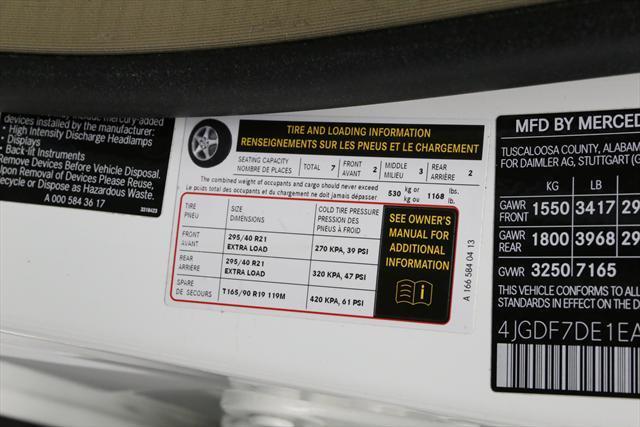 may include mercury-added
devices installed by the manufacturer:
• High Intensity Discharge Headlamps
• Displays
• Back-lit Instruments
Remove Devices Before Vehicle Disposal.
Upon Removal of Devices Please Reuse,
Recycle or Dispose as Hazardous Waste.
A 000 584 36 17
TIRE AND LOADING INFORMATION
RENSEIGNEMENTS SUR LES PNEUS ET LE CHARGEMENT
SEATING CAPACITY
NOMBRE DE PLACES
TOTAL 7
FRONT
AVANT 2
MIDDLE
MILIEU 3
REAR
ARRIÈRE 2
The combined weight of occupants and cargo should never exceed
Le poids total des occupants et du chargement ne doit jamais dépasser
530 kg or
kg ou
1168 lbs.
lb.
TIRE
PNEU
SIZE
DIMENSIONS
COLD TIRE PRESSURE
PRESSION DES
PNEUS À FROID
FRONT
AVANT
295/40 R21
EXTRA LOAD
270 KPA, 39 PSI
REAR
ARRIÈRE
295/40 R21
EXTRA LOAD
320 KPA, 47 PSI
SPARE
DE SECOURS
T165/90 R19 119M
420 KPA, 61 PSI
SEE OWNER'S
MANUAL FOR
ADDITIONAL
INFORMATION
A 166 584 04 13
MFD BY MERCED
TUSCALOOSA COUNTY, ALABAM
FOR DAIMLER AG, STUTTGART (
KG LB
GAWR
FRONT 1550 3417 29
GAWR
REAR 1800 3968 29
GVWR 3250 7165
THIS VEHICLE CONFORMS TO AL
STANDARDS IN EFFECT ON THE D
4JGDF7DE1EA